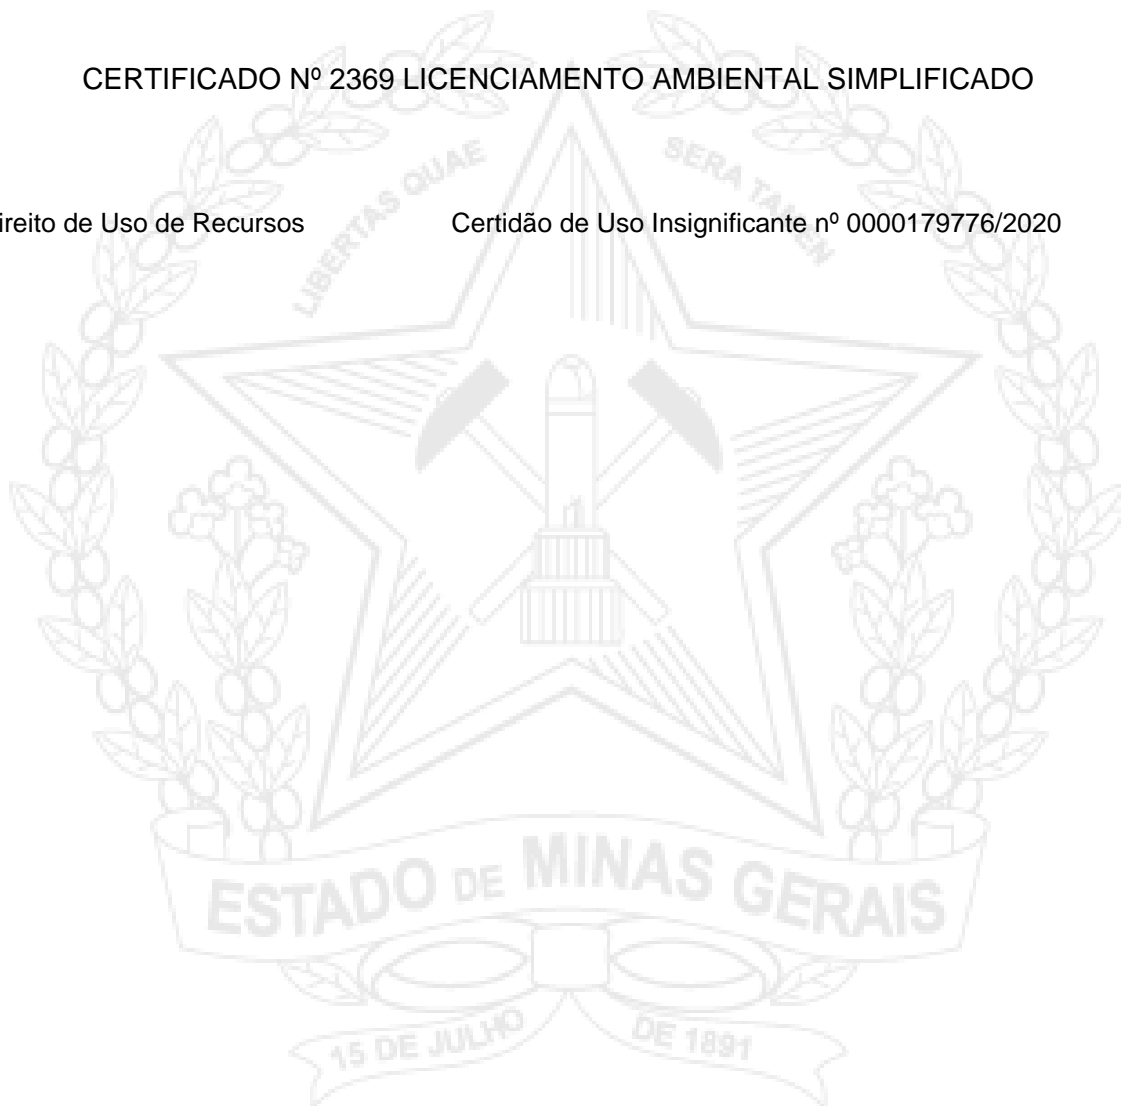 CERTIFICADO Nº 2369 LICENCIAMENTO AMBIENTAL SIMPLIFICADO
LIBERTAS QUAE SERA TAMEN
ireito de Uso de Recursos Certidão de Uso Insignificante nº 0000179776/2020
ESTADO DE MINAS GERAIS
15 DE JULHO DE 1891